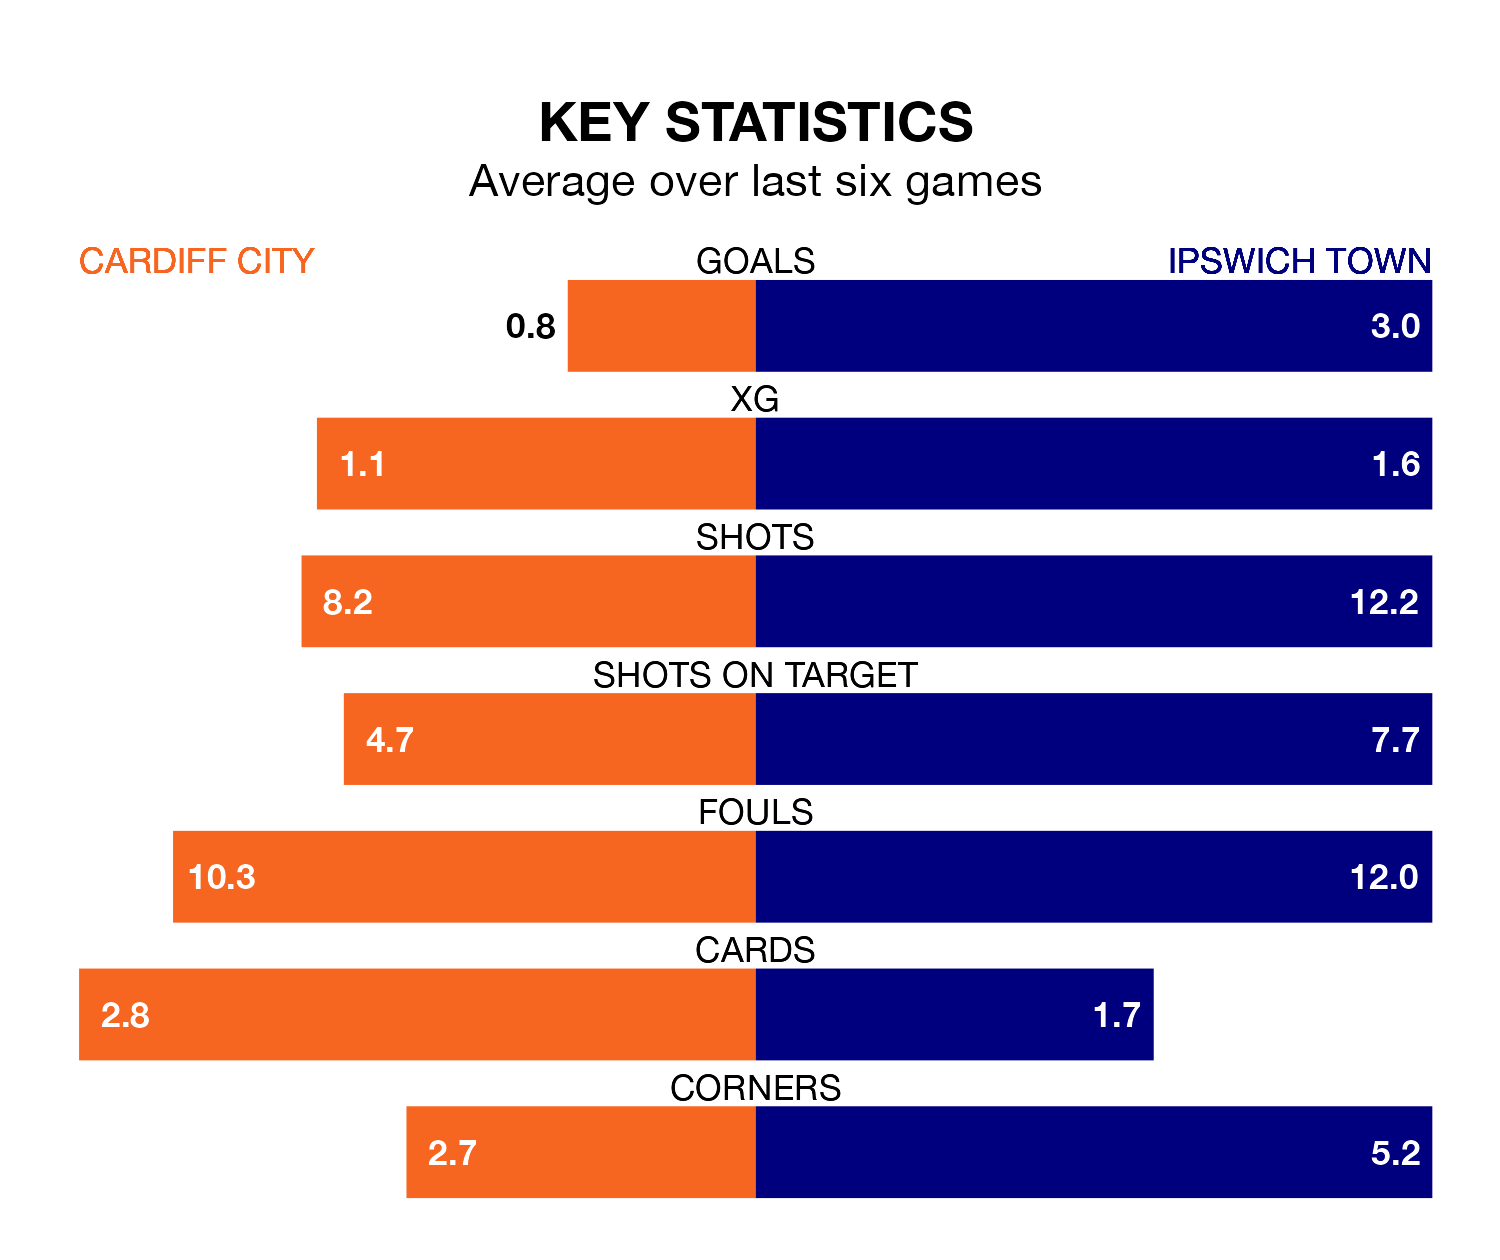 KEY STATISTICS
Average over last six games
CARDIFF CITY GOALS IPSWICH TOWN
0.8 3.0
XG
1.1 1.6
SHOTS
8.2 12.2
SHOTS ON TARGET
4.7 7.7
FOULS
10.3 12.0
CARDS
2.8 1.7
CORNERS
2.7 5.2